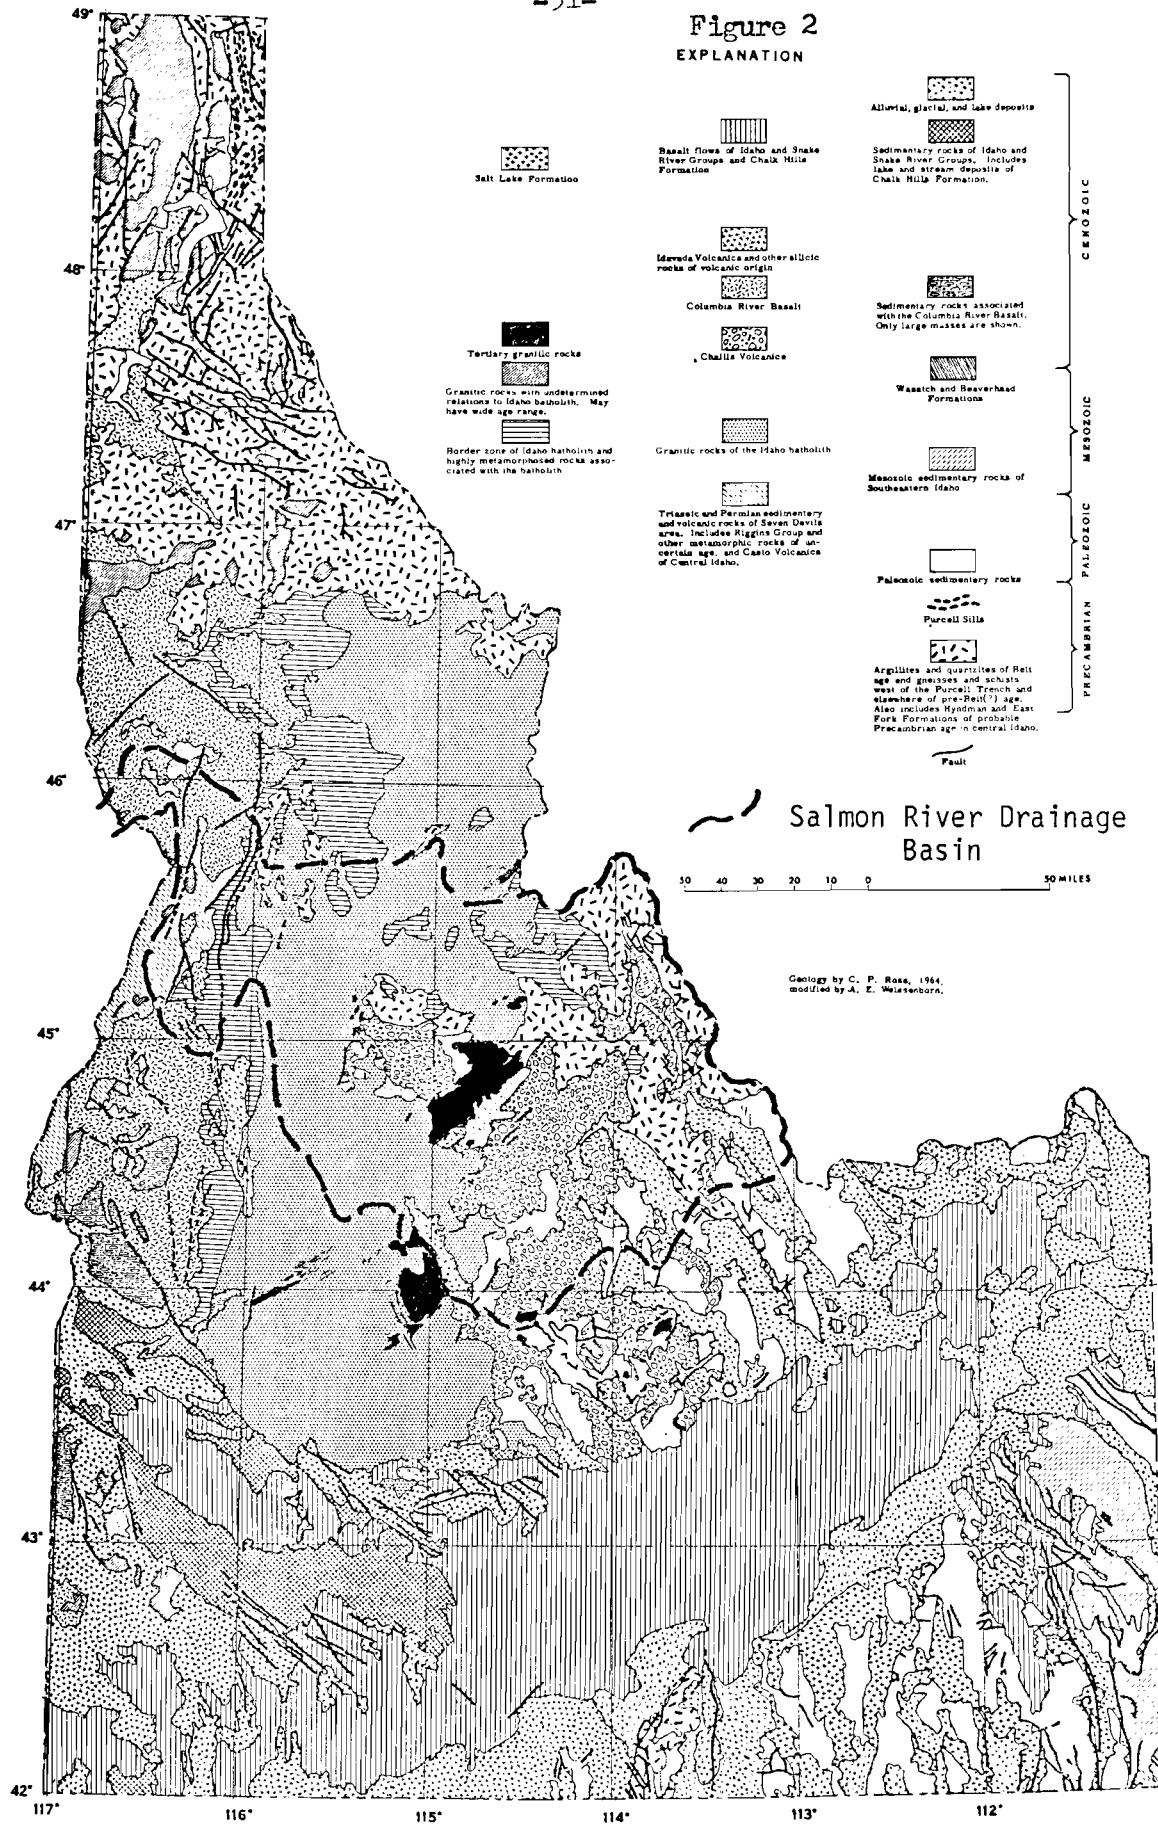 -31-
Figure 2
EXPLANATION
Alluvial, glacial, and lake deposits
Basalt flows of Idaho and Snake
River Groups and Chalk Hills
Formation
Sedimentary rocks of Idaho and
Snake River Groups. Includes
lake and stream deposits of
Chalk Hills Formation.
Salt Lake Formation
Idavada Volcanics and other silicic
rocks of volcanic origin
Columbia River Basalt
Sedimentary rocks associated
with the Columbia River Basalt.
Only large masses are shown.
Tertiary granitic rocks
Challis Volcanics
Granitic rocks with undetermined
relations to Idaho batholith. May
have wide age range.
Wasatch and Beaverhead
Formations
Border zone of Idaho batholith and
highly metamorphosed rocks asso-
ciated with the batholith
Granitic rocks of the Idaho batholith
Mesozoic sedimentary rocks of
Southeastern Idaho
Triassic and Permian sedimentary
and volcanic rocks of Seven Devils
area. Includes Riggins Group and
other metamorphic rocks of un-
certain age, and Casto Volcanics
of Central Idaho.
Paleozoic sedimentary rocks
Purcell Sills
Argillites and quartzites of Belt
age and gneisses and schists
west of the Purcell Trench and
elsewhere of pre-Belt(?) age.
Also includes Hyndman and East
Fork Formations of probable
Precambrian age in central Idaho.
Fault
CENOZOIC
MESOZOIC
PALEOZOIC
PRECAMBRIAN
Salmon River Drainage
Basin
50 40 30 20 10 0 50 MILES
Geology by C. P. Ross, 1964,
modified by A. E. Weissenborn.
49°
48°
47°
46°
45°
44°
43°
42°
117° 116° 115° 114° 113° 112°